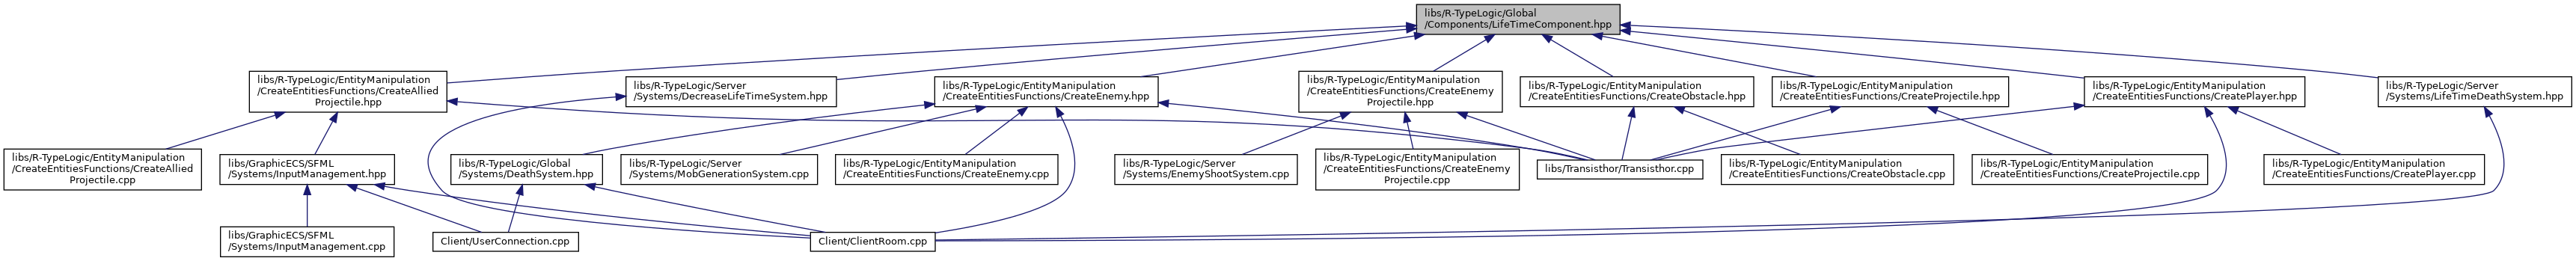 libs/R-TypeLogic/Global
/Components/LifeTimeComponent.hpp
libs/R-TypeLogic/EntityManipulation
/CreateEntitiesFunctions/CreateAllied
Projectile.hpp
libs/R-TypeLogic/Server
/Systems/DecreaseLifeTimeSystem.hpp
libs/R-TypeLogic/EntityManipulation
/CreateEntitiesFunctions/CreateEnemy.hpp
libs/R-TypeLogic/EntityManipulation
/CreateEntitiesFunctions/CreateEnemy
Projectile.hpp
libs/R-TypeLogic/EntityManipulation
/CreateEntitiesFunctions/CreateObstacle.hpp
libs/R-TypeLogic/EntityManipulation
/CreateEntitiesFunctions/CreateProjectile.hpp
libs/R-TypeLogic/EntityManipulation
/CreateEntitiesFunctions/CreatePlayer.hpp
libs/R-TypeLogic/Server
/Systems/LifeTimeDeathSystem.hpp
libs/R-TypeLogic/EntityManipulation
/CreateEntitiesFunctions/CreateAllied
Projectile.cpp
libs/GraphicECS/SFML
/Systems/InputManagement.hpp
libs/R-TypeLogic/Global
/Systems/DeathSystem.hpp
libs/R-TypeLogic/Server
/Systems/MobGenerationSystem.cpp
libs/R-TypeLogic/EntityManipulation
/CreateEntitiesFunctions/CreateEnemy.cpp
libs/R-TypeLogic/Server
/Systems/EnemyShootSystem.cpp
libs/R-TypeLogic/EntityManipulation
/CreateEntitiesFunctions/CreateEnemy
Projectile.cpp
libs/Transisthor/Transisthor.cpp
libs/R-TypeLogic/EntityManipulation
/CreateEntitiesFunctions/CreateObstacle.cpp
libs/R-TypeLogic/EntityManipulation
/CreateEntitiesFunctions/CreateProjectile.cpp
libs/R-TypeLogic/EntityManipulation
/CreateEntitiesFunctions/CreatePlayer.cpp
libs/GraphicECS/SFML
/Systems/InputManagement.cpp
Client/UserConnection.cpp
Client/ClientRoom.cpp